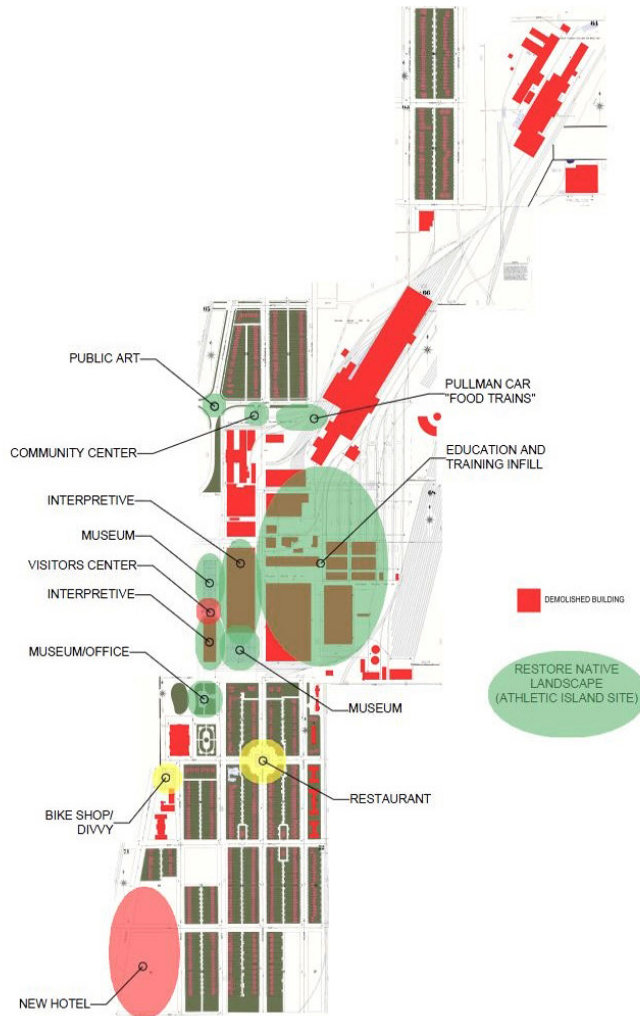 PUBLIC ART
COMMUNITY CENTER
PULLMAN CAR
"FOOD TRAINS"
EDUCATION AND
TRAINING INFILL
INTERPRETIVE
MUSEUM
VISITORS CENTER
INTERPRETIVE
MUSEUM/OFFICE
MUSEUM
DEMOLISHED BUILDING
RESTORE NATIVE
LANDSCAPE
(ATHLETIC ISLAND SITE)
RESTAURANT
BIKE SHOP/
DIVVY
NEW HOTEL